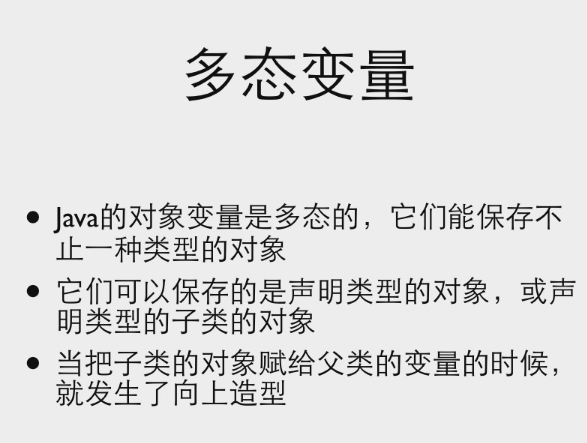 多态变量
• Java的对象变量是多态的，它们能保存不
止一种类型的对象
• 它们可以保存的是声明类型的对象，或声
明类型的子类的对象
• 当把子类的对象赋给父类的变量的时候，
就发生了向上造型